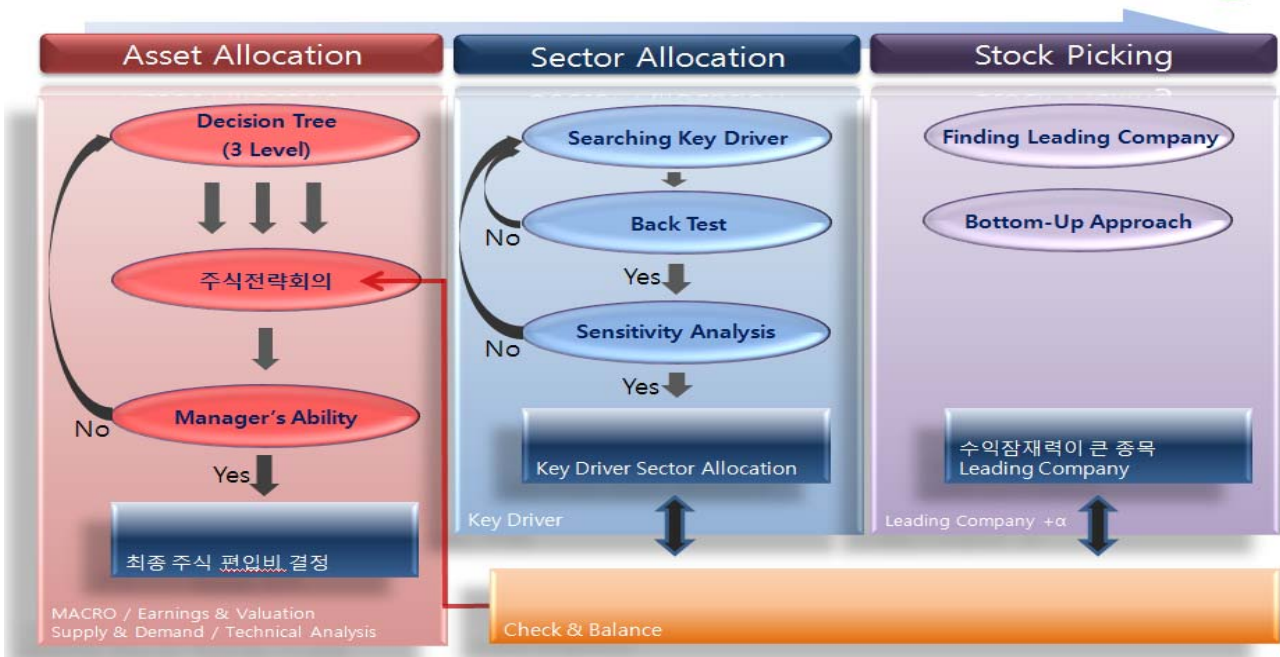 Asset Allocation
Decision Tree
(3 Level)
주식전략회의
Manager's Ability
No
Yes
최종 주식 편입비 결정
MACRO / Earnings & Valuation
Supply & Demand / Technical Analysis
Sector Allocation
Searching Key Driver
Back Test
No
Yes
Sensitivity Analysis
No
Yes
Key Driver Sector Allocation
Key Driver
Stock Picking
Finding Leading Company
Bottom-Up Approach
수익잠재력이 큰 종목
Leading Company
Leading Company +α
Check & Balance